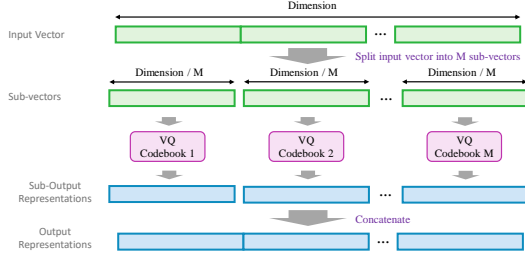 Dimension
Input Vector
...
Split input vector into M sub-vectors
Dimension / M
Dimension / M
Dimension / M
Sub-vectors
...
VQ
Codebook 1
VQ
Codebook 2
VQ
Codebook M
Sub-Output
Representations
...
Concatenate
Output
Representations
...